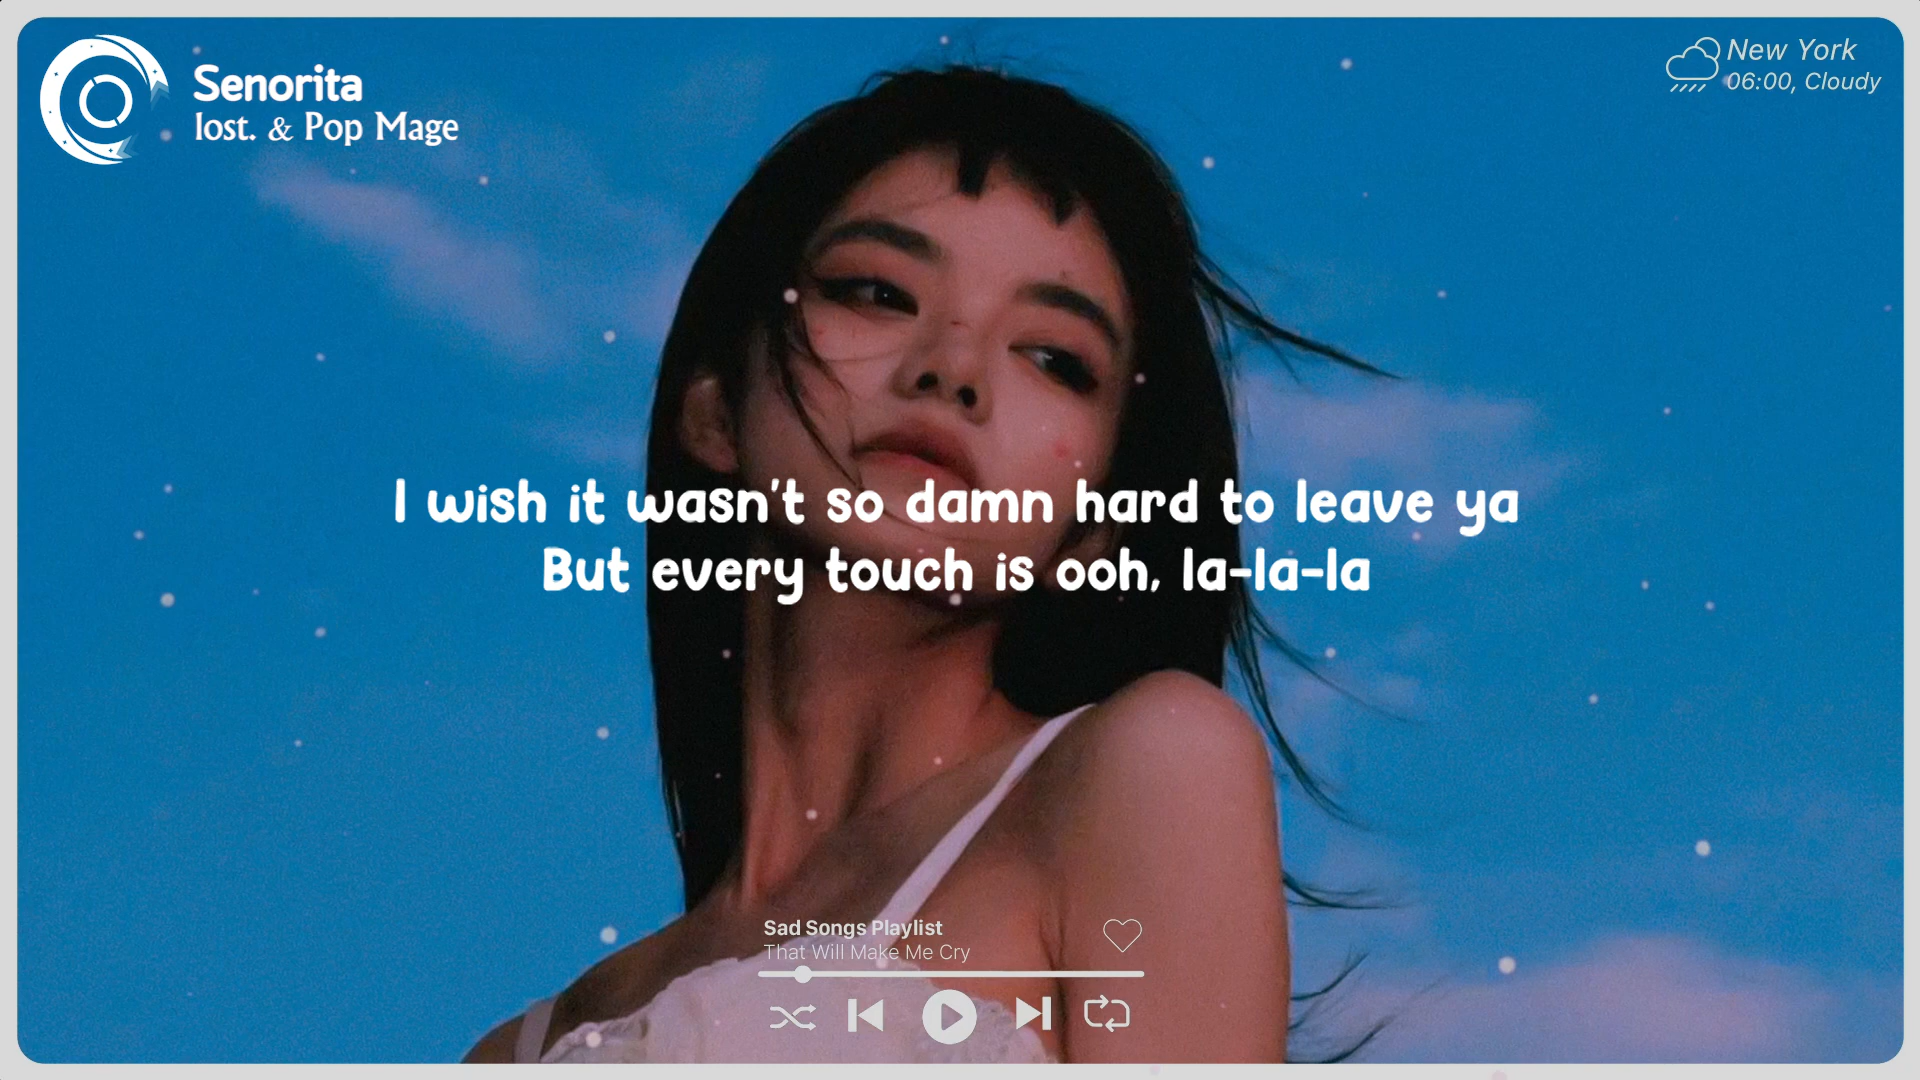 Senorita
lost. & Pop Mage
New York
06:00, Cloudy
I wish it wasn't so damn hard to leave ya
But every touch is ooh, la-la-la
Sad Songs Playlist
That Will Make Me Cry